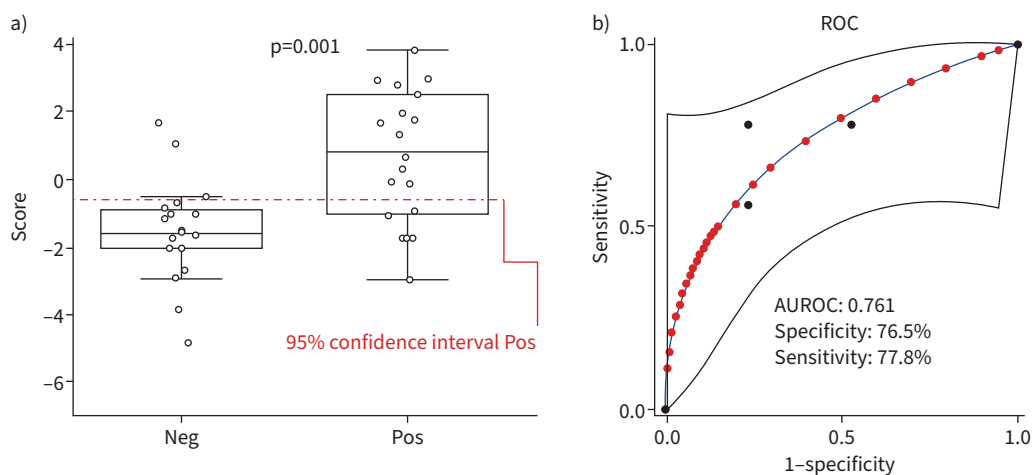 a)
p=0.001
Score
4
2
0
–2
–4
–6
95% confidence interval Pos
Neg
Pos
b)
ROC
Sensitivity
1.0
0.5
0.0
AUROC: 0.761
Specificity: 76.5%
Sensitivity: 77.8%
0.0
0.5
1.0
1–specificity